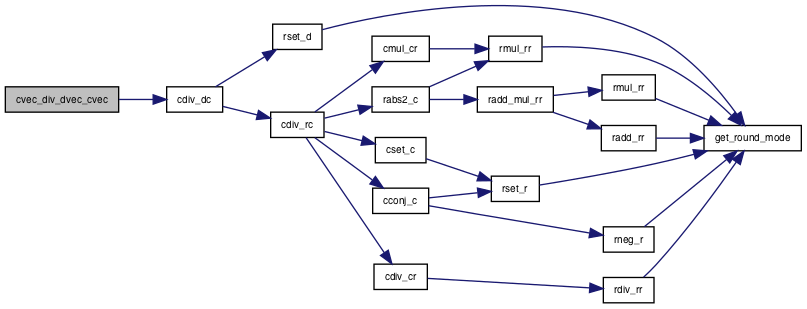 cvec_div_dvec_cvec
cdiv_dc
rset_d
cdiv_rc
cmul_cr
rabs2_c
cset_c
cconj_c
cdiv_cr
rmul_rr
radd_mul_rr
rset_r
rmul_rr
radd_rr
rneg_r
rdiv_rr
get_round_mode